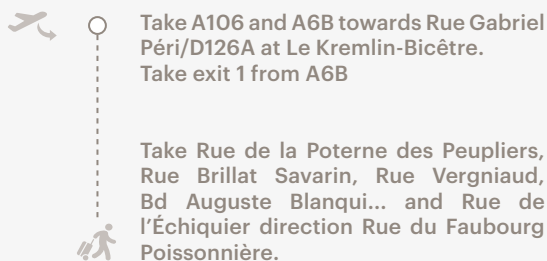 Take A106 and A6B towards Rue Gabriel
Péri/D126A at Le Kremlin-Bicêtre.
Take exit 1 from A6B
Take Rue de la Poterne des Peupliers,
Rue Brillat Savarin, Rue Vergniaud,
Bd Auguste Blanqui... and Rue de
l’Échiquier direction Rue du Faubourg
Poissonnière.